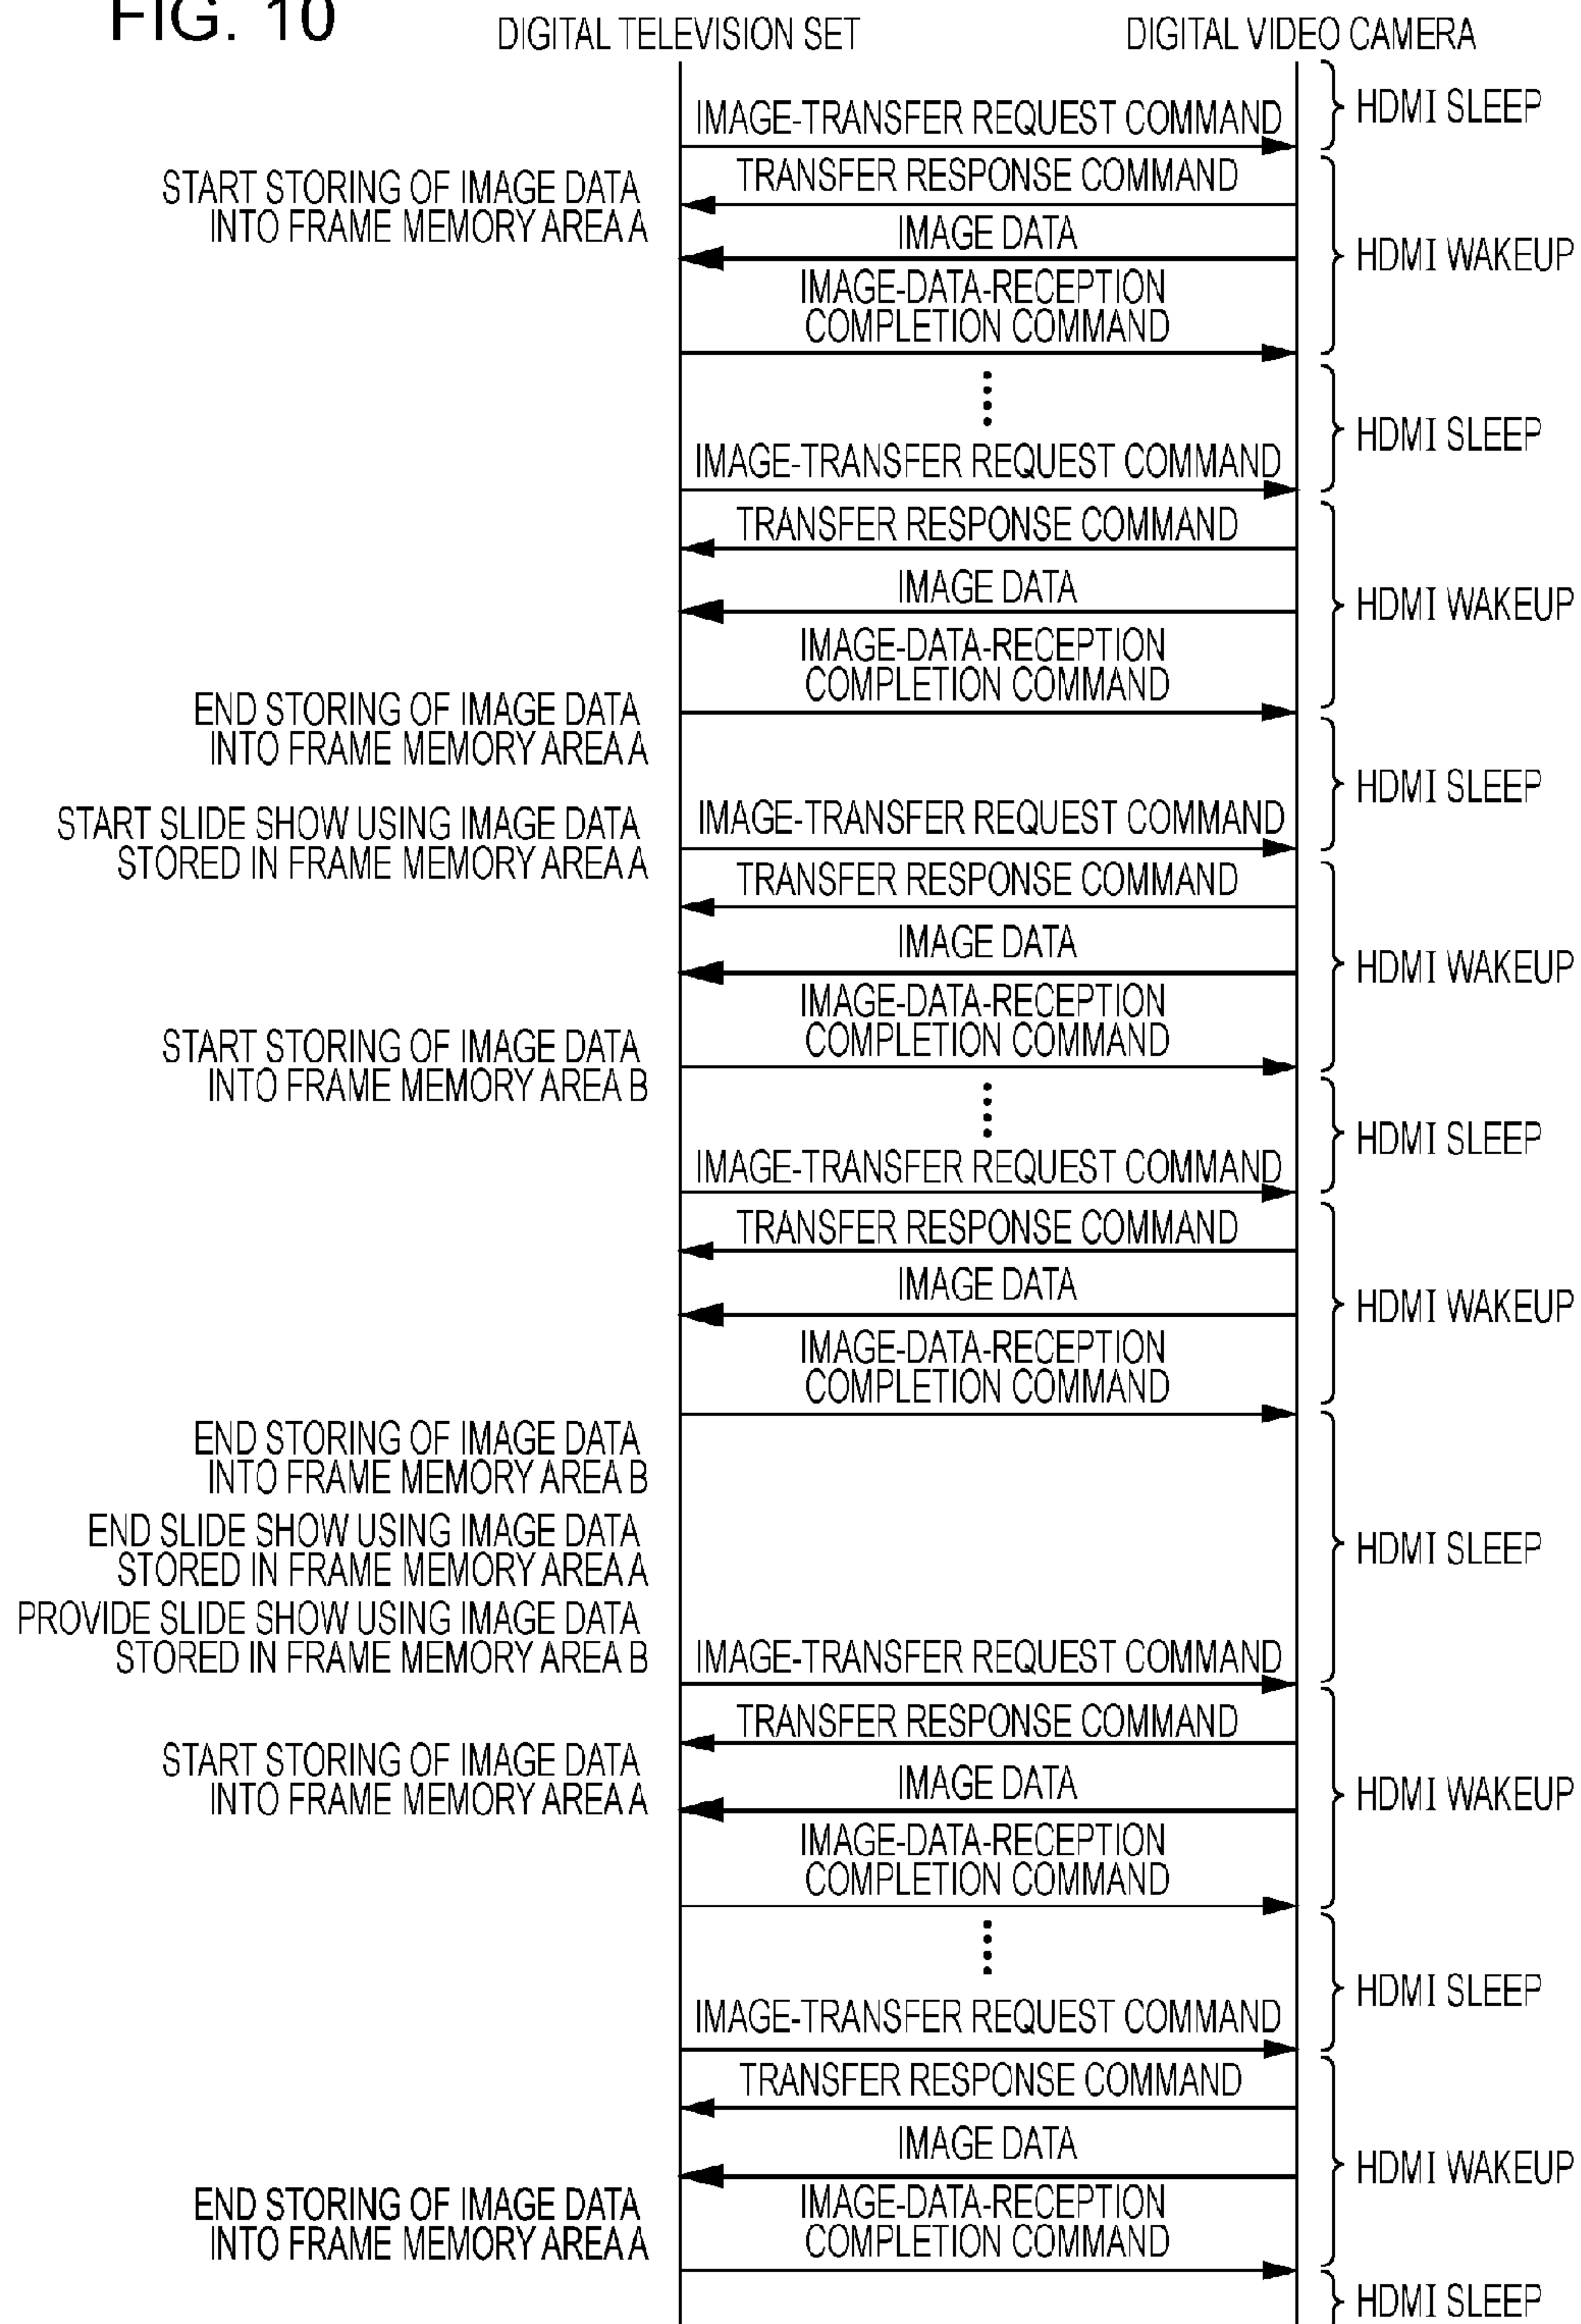 FIG. 10
DIGITAL TELEVISION SET
DIGITAL VIDEO CAMERA
HDMI SLEEP
IMAGE-TRANSFER REQUEST COMMAND
TRANSFER RESPONSE COMMAND
START STORING OF IMAGE DATA
INTO FRAME MEMORY AREA A
IMAGE DATA
HDMI WAKEUP
IMAGE-DATA-RECEPTION
COMPLETION COMMAND
HDMI SLEEP
IMAGE-TRANSFER REQUEST COMMAND
TRANSFER RESPONSE COMMAND
IMAGE DATA
HDMI WAKEUP
IMAGE-DATA-RECEPTION
COMPLETION COMMAND
END STORING OF IMAGE DATA
INTO FRAME MEMORY AREA A
HDMI SLEEP
START SLIDE SHOW USING IMAGE DATA
STORED IN FRAME MEMORY AREA A
IMAGE-TRANSFER REQUEST COMMAND
TRANSFER RESPONSE COMMAND
IMAGE DATA
HDMI WAKEUP
IMAGE-DATA-RECEPTION
COMPLETION COMMAND
START STORING OF IMAGE DATA
INTO FRAME MEMORY AREA B
HDMI SLEEP
IMAGE-TRANSFER REQUEST COMMAND
TRANSFER RESPONSE COMMAND
IMAGE DATA
HDMI WAKEUP
IMAGE-DATA-RECEPTION
COMPLETION COMMAND
END STORING OF IMAGE DATA
INTO FRAME MEMORY AREA B
END SLIDE SHOW USING IMAGE DATA
STORED IN FRAME MEMORY AREA A
HDMI SLEEP
PROVIDE SLIDE SHOW USING IMAGE DATA
STORED IN FRAME MEMORY AREA B
IMAGE-TRANSFER REQUEST COMMAND
TRANSFER RESPONSE COMMAND
START STORING OF IMAGE DATA
INTO FRAME MEMORY AREA A
IMAGE DATA
HDMI WAKEUP
IMAGE-DATA-RECEPTION
COMPLETION COMMAND
HDMI SLEEP
IMAGE-TRANSFER REQUEST COMMAND
TRANSFER RESPONSE COMMAND
IMAGE DATA
HDMI WAKEUP
IMAGE-DATA-RECEPTION
COMPLETION COMMAND
END STORING OF IMAGE DATA
INTO FRAME MEMORY AREA A
HDMI SLEEP